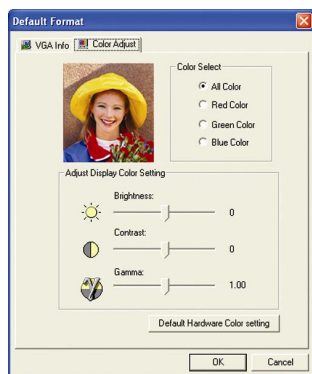 Default Format
VGA Info
Color Adjust
Color Select
All Color
Red Color
Green Color
Blue Color
Adjust Display Color Setting
Brightness:
0
Contrast:
0
Gamma:
1.00
Default Hardware Color setting
OK
Cancel